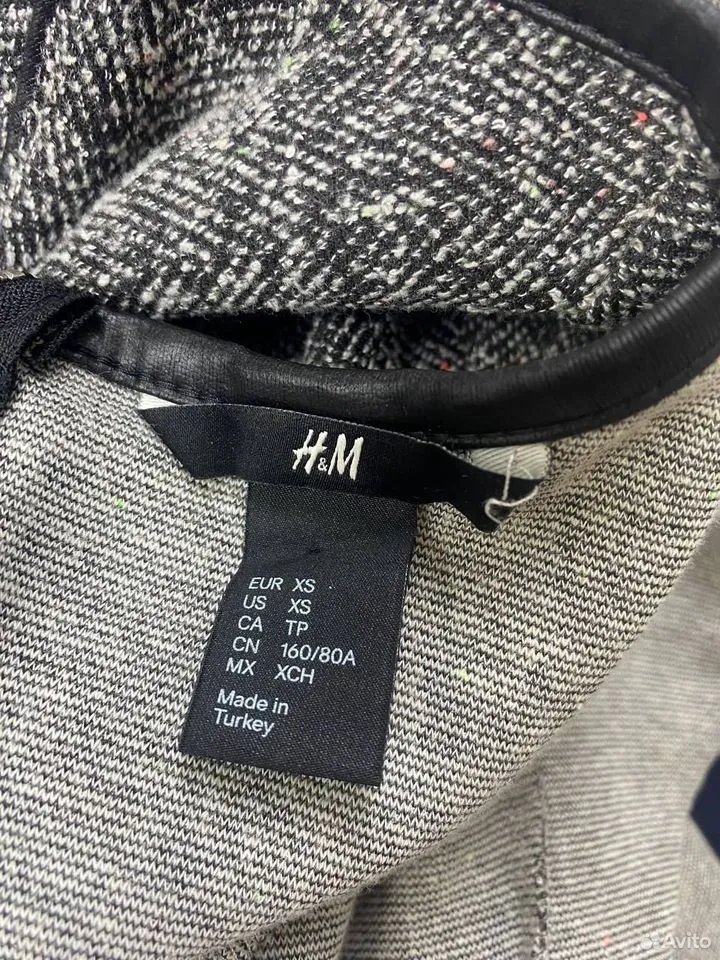 H&M
EUR XS
US XS
CA TP
CN 160/80A
MX XCH
Made in
Turkey
Avito